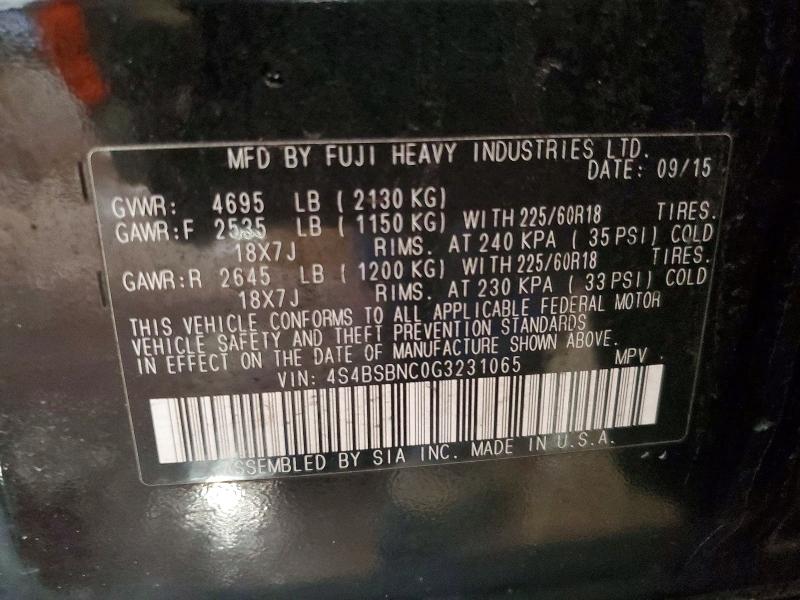 MFD BY FUJI HEAVY INDUSTRIES LTD.
DATE: 09/15
GVWR: 4695 LB ( 2130 KG)
GAWR:F 2535 LB ( 1150 KG) WITH 225/60R18 TIRES.
18X7J RIMS. AT 240 KPA ( 35 PSI) COLD
GAWR:R 2645 LB ( 1200 KG) WITH 225/60R18 TIRES.
18X7J RIMS. AT 230 KPA ( 33 PSI) COLD
THIS VEHICLE CONFORMS TO ALL APPLICABLE FEDERAL MOTOR
VEHICLE SAFETY AND THEFT PREVENTION STANDARDS
IN EFFECT ON THE DATE OF MANUFACTURE SHOWN ABOVE.
VIN: 4S4BSBNC0G3231065 MPV
ASSEMBLED BY SIA INC. MADE IN U.S.A.